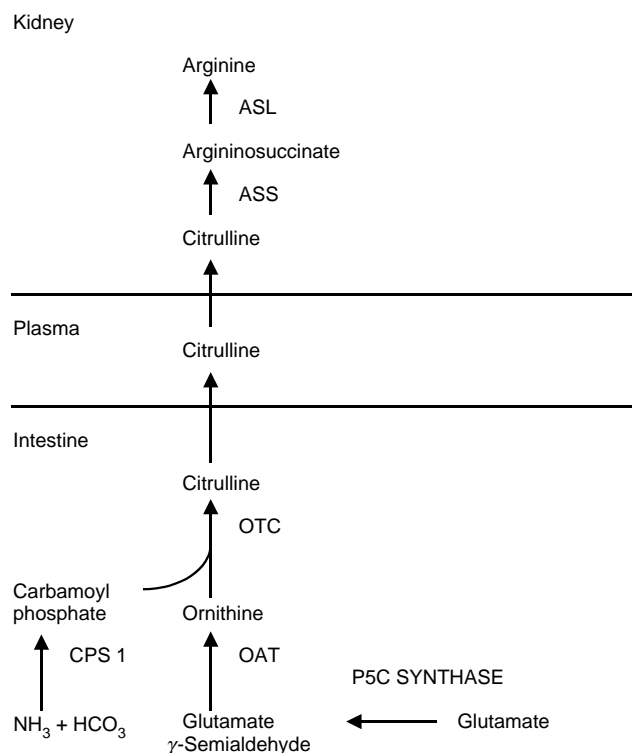 Kidney
Arginine
ASL
Argininosuccinate
ASS
Citrulline
Plasma
Citrulline
Intestine
Citrulline
OTC
Carbamoyl
phosphate
Ornithine
CPS 1
OAT
P5C SYNTHASE
NH₃ + HCO₃
Glutamate
γ-Semialdehyde
Glutamate